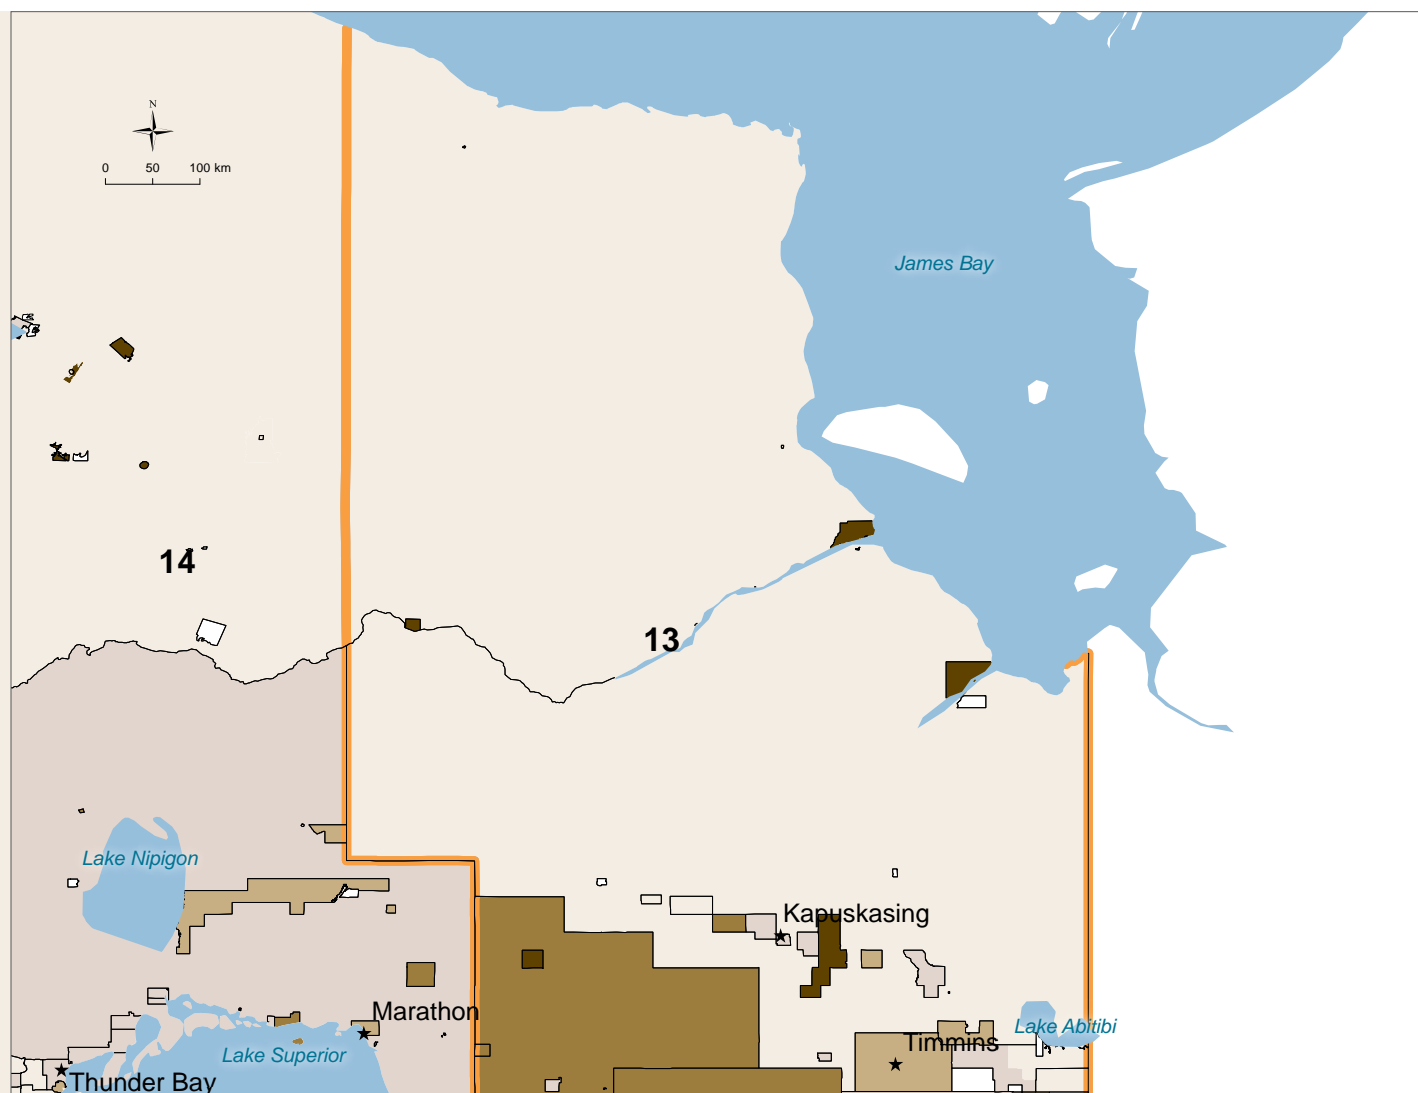 N
0 50 100 km
James Bay
14
13
Lake Nipigon
Kapuskasing
Marathon
Lake Abitibi
Timmins
Lake Superior
Thunder Bay